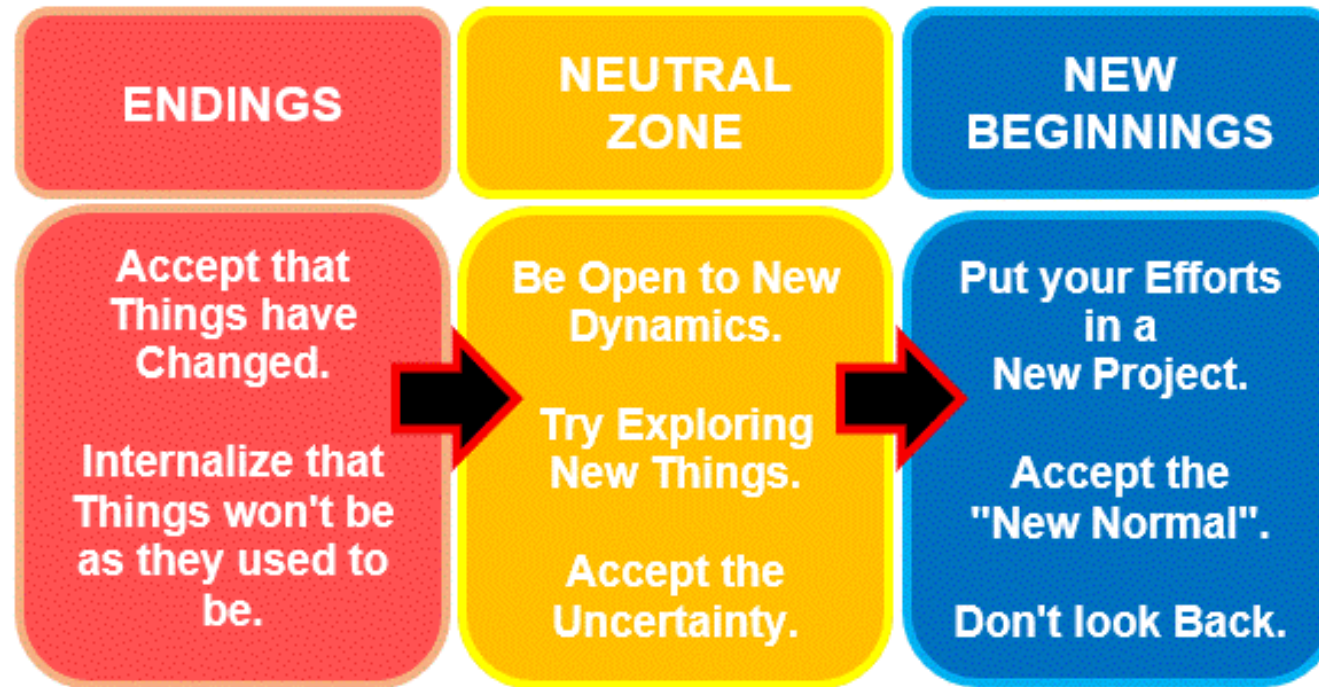 ENDINGS
NEUTRAL
ZONE
NEW
BEGINNINGS
Accept that
Things have
Changed.
Internalize that
Things won't be
as they used to
be.
Be Open to New
Dynamics.
Try Exploring
New Things.
Accept the
Uncertainty.
Put your Efforts
in a
New Project.
Accept the
"New Normal".
Don't look Back.